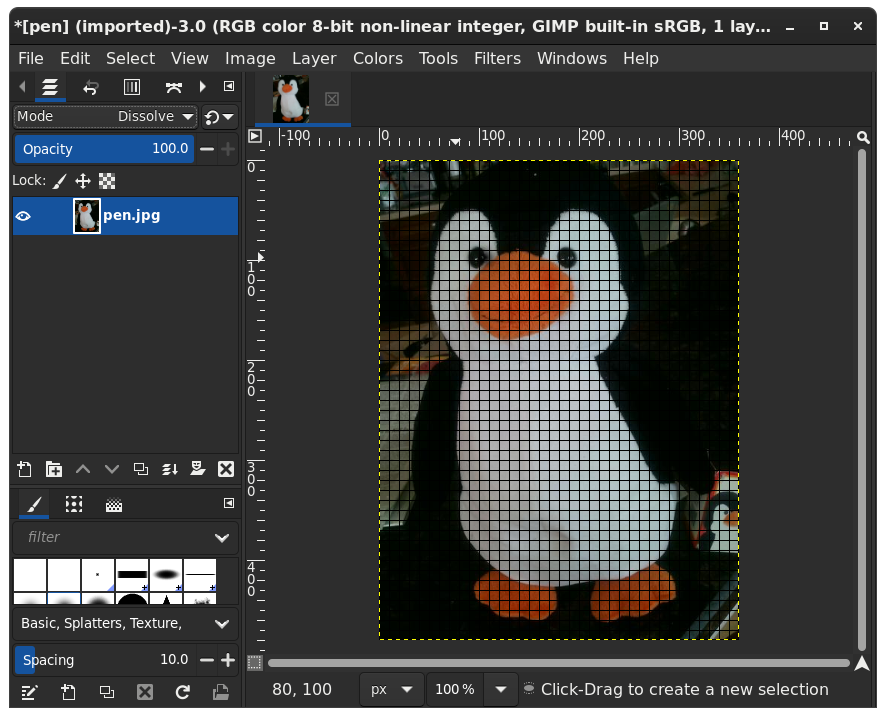 *[pen] (imported)-3.0 (RGB color 8-bit non-linear integer, GIMP built-in sRGB, 1 lay…
File Edit Select View Image Layer Colors Tools Filters Windows Help
Mode Dissolve
Opacity 100.0
Lock:
pen.jpg
filter
Basic, Splatters, Texture,
Spacing 10.0
-100 0 100 200 300 400
0
100
200
300
400
80, 100 px 100 % Click-Drag to create a new selection